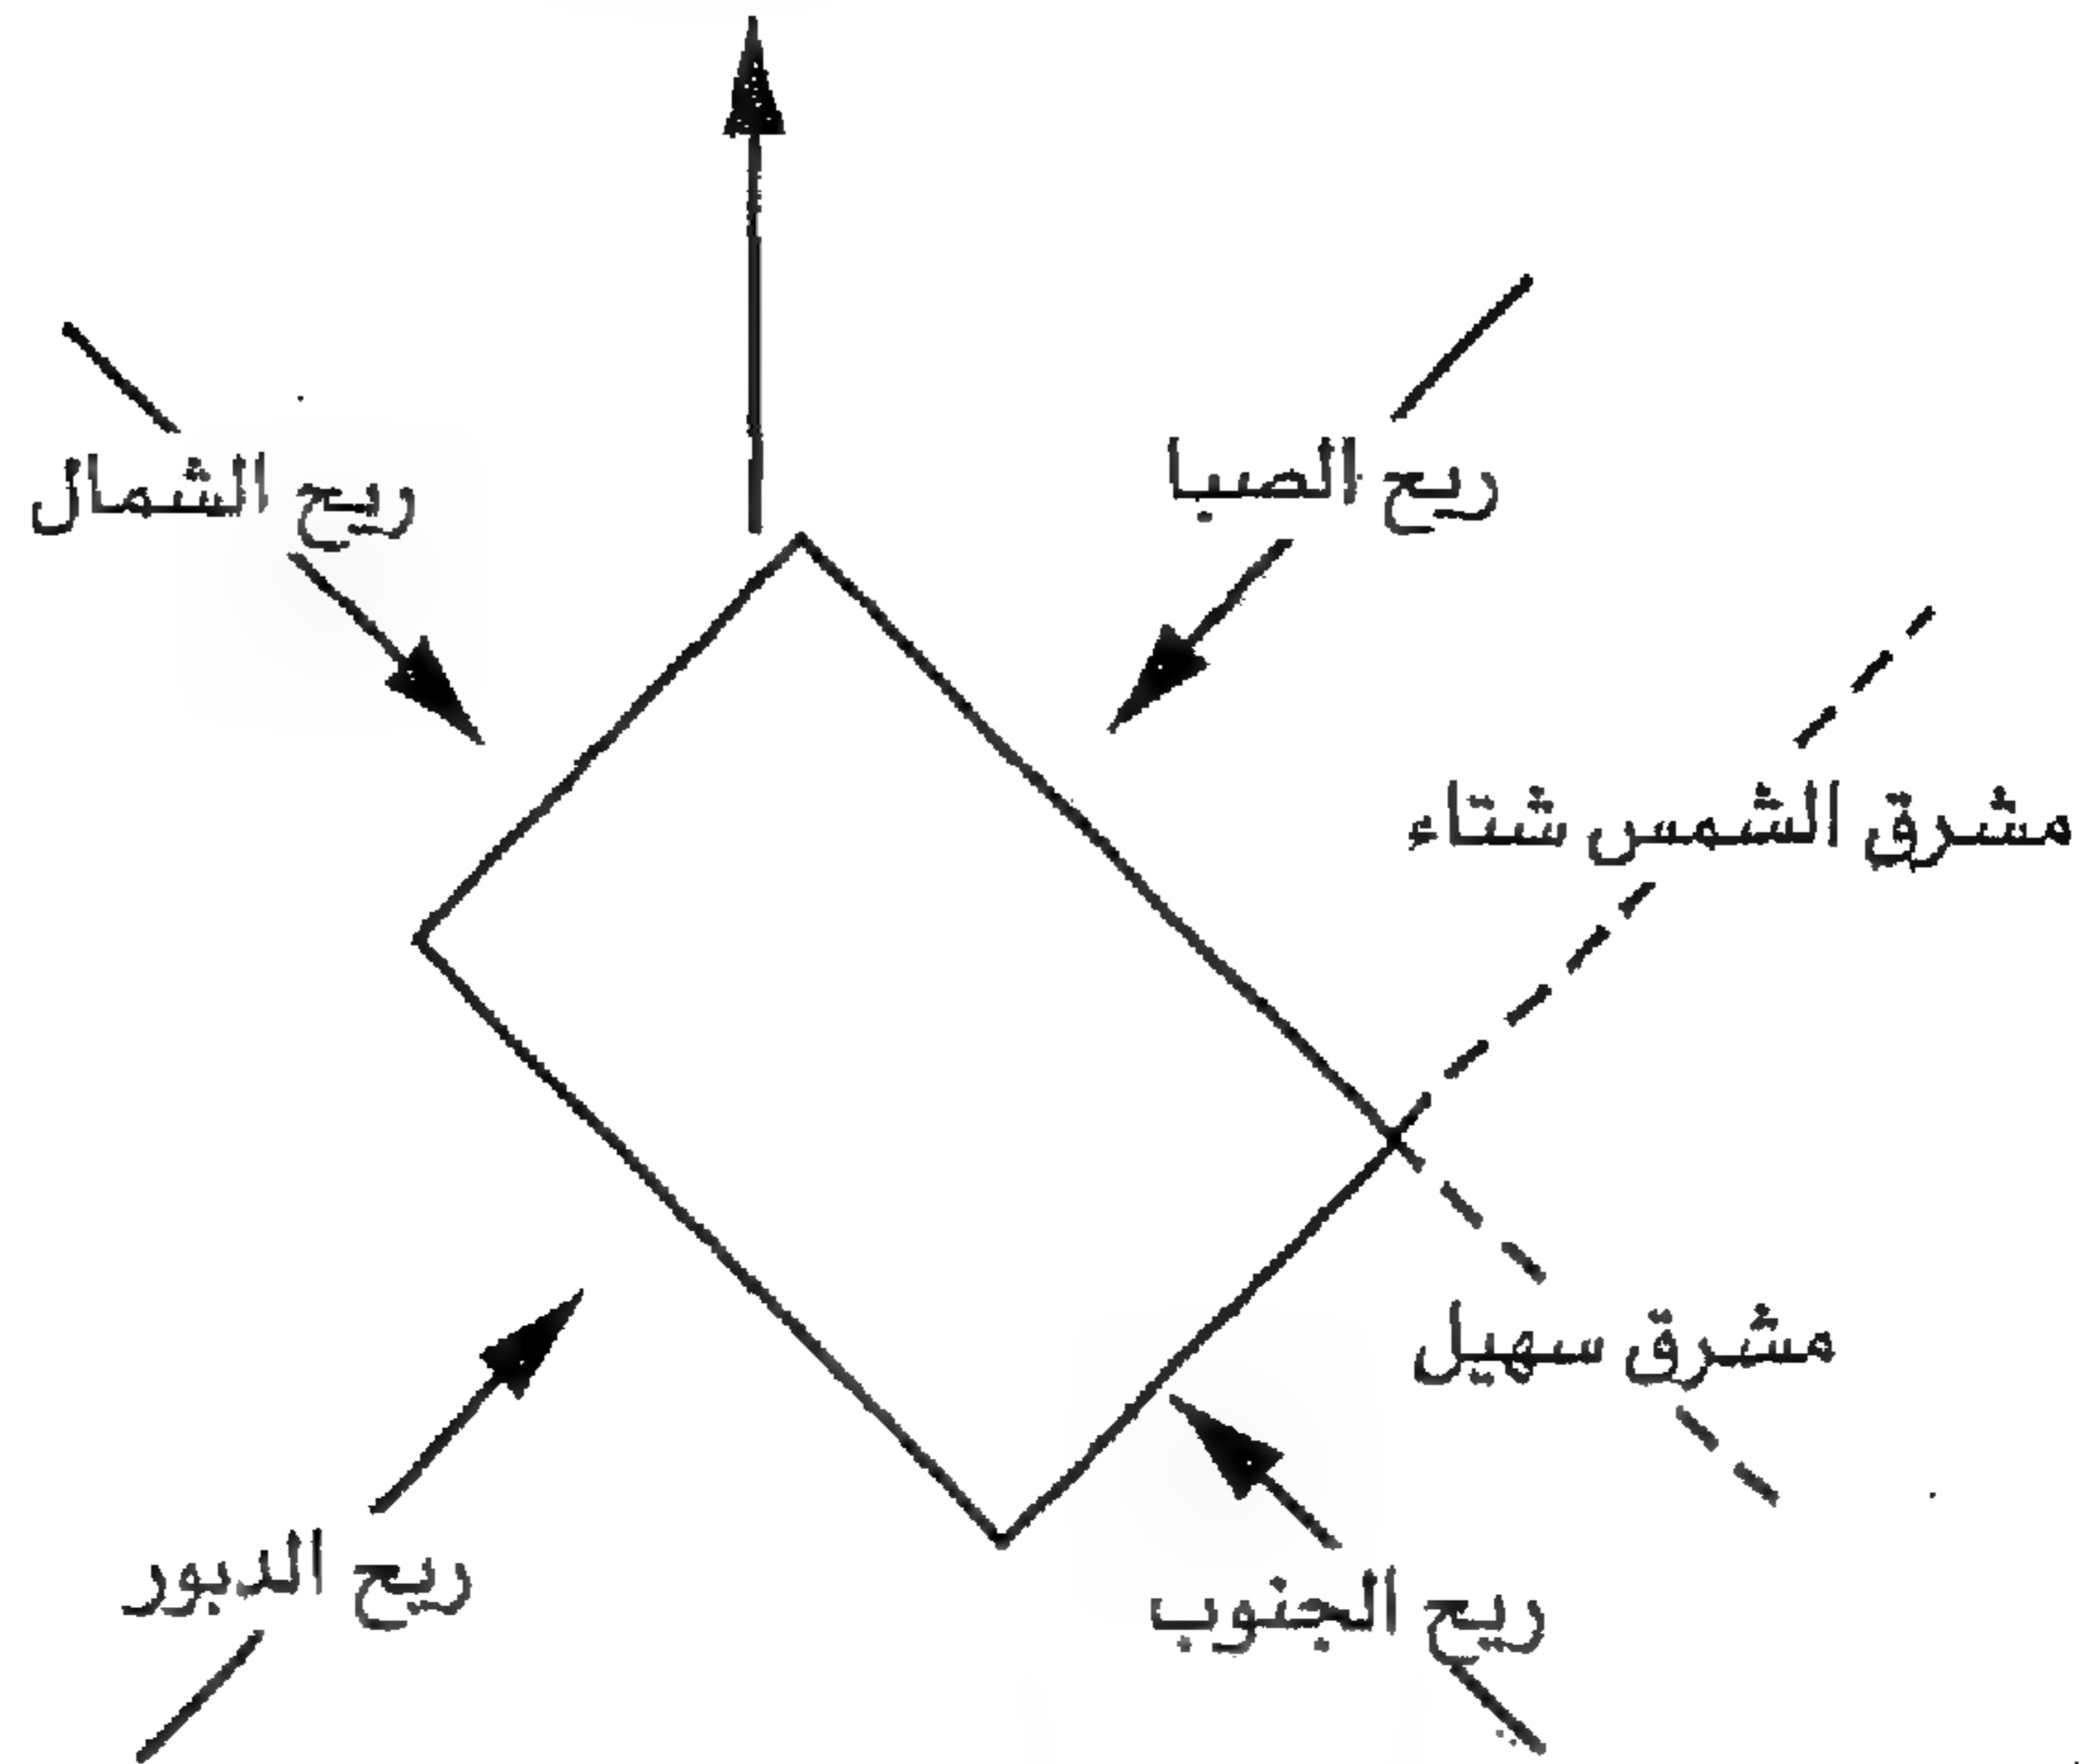 ريح الصبا
ريح الشمال
مشرق الشمس شتاء
مشرق سهيل
ريح الجنوب
ريح الدبور